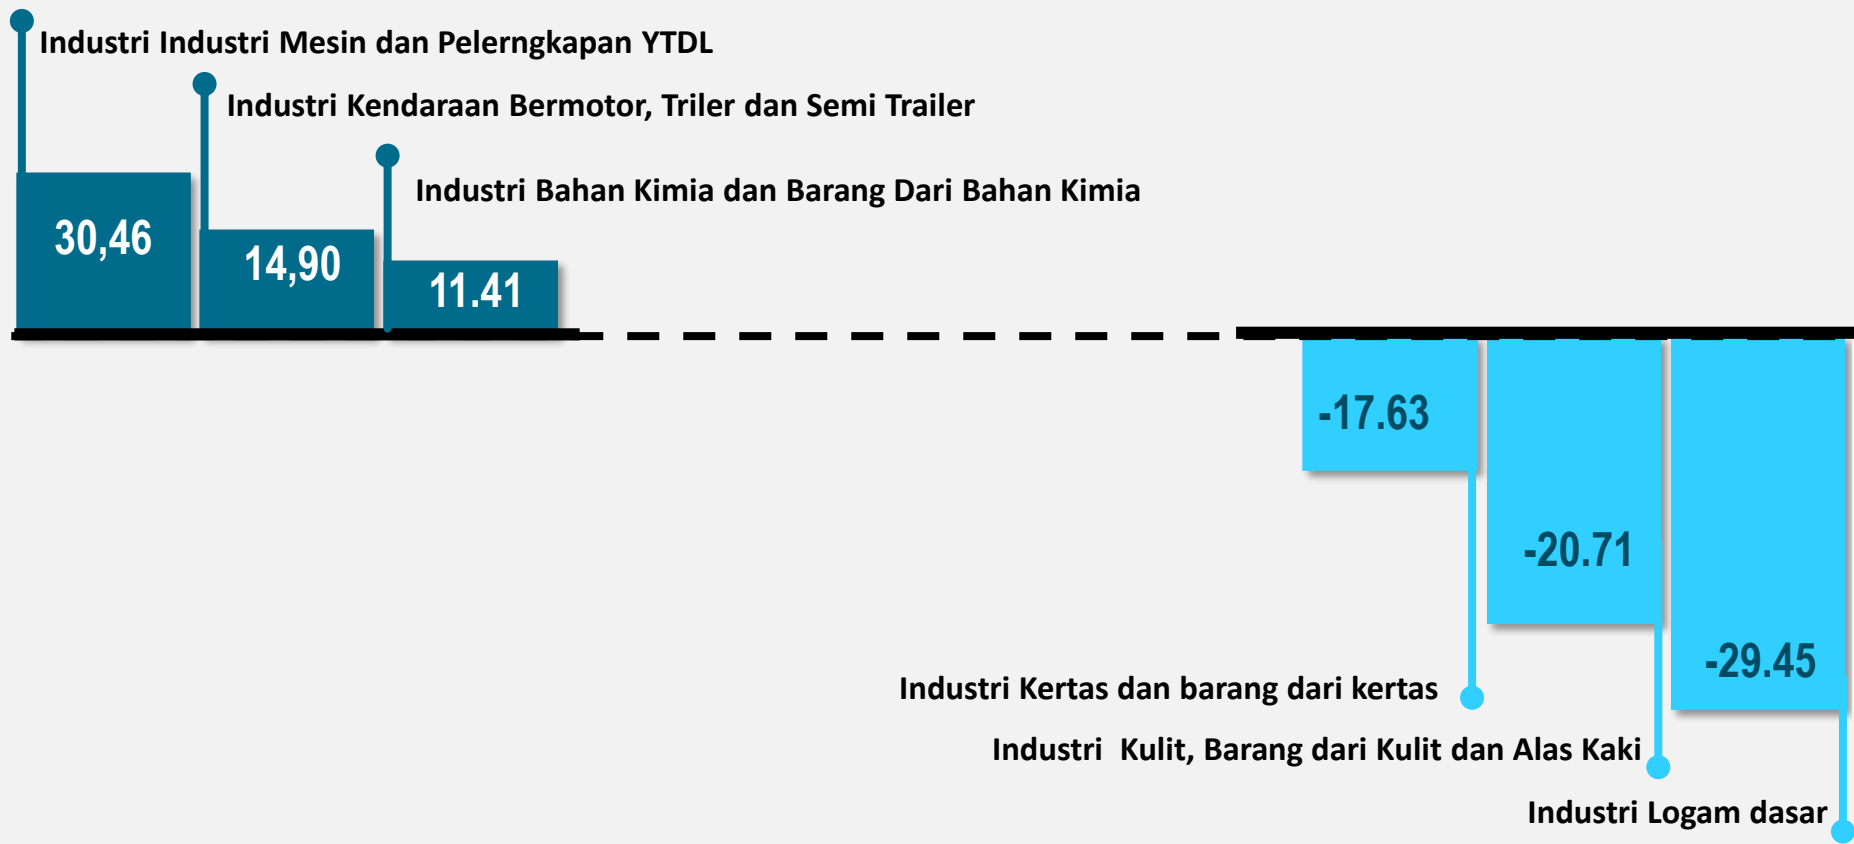 Industri Industri Mesin dan Pelerngkapan YTDL
Industri Kendaraan Bermotor, Triler dan Semi Trailer
Industri Bahan Kimia dan Barang Dari Bahan Kimia
30,46
14,90
11.41
-17.63
-20.71
-29.45
Industri Kertas dan barang dari kertas
Industri  Kulit, Barang dari Kulit dan Alas Kaki
Industri Logam dasar